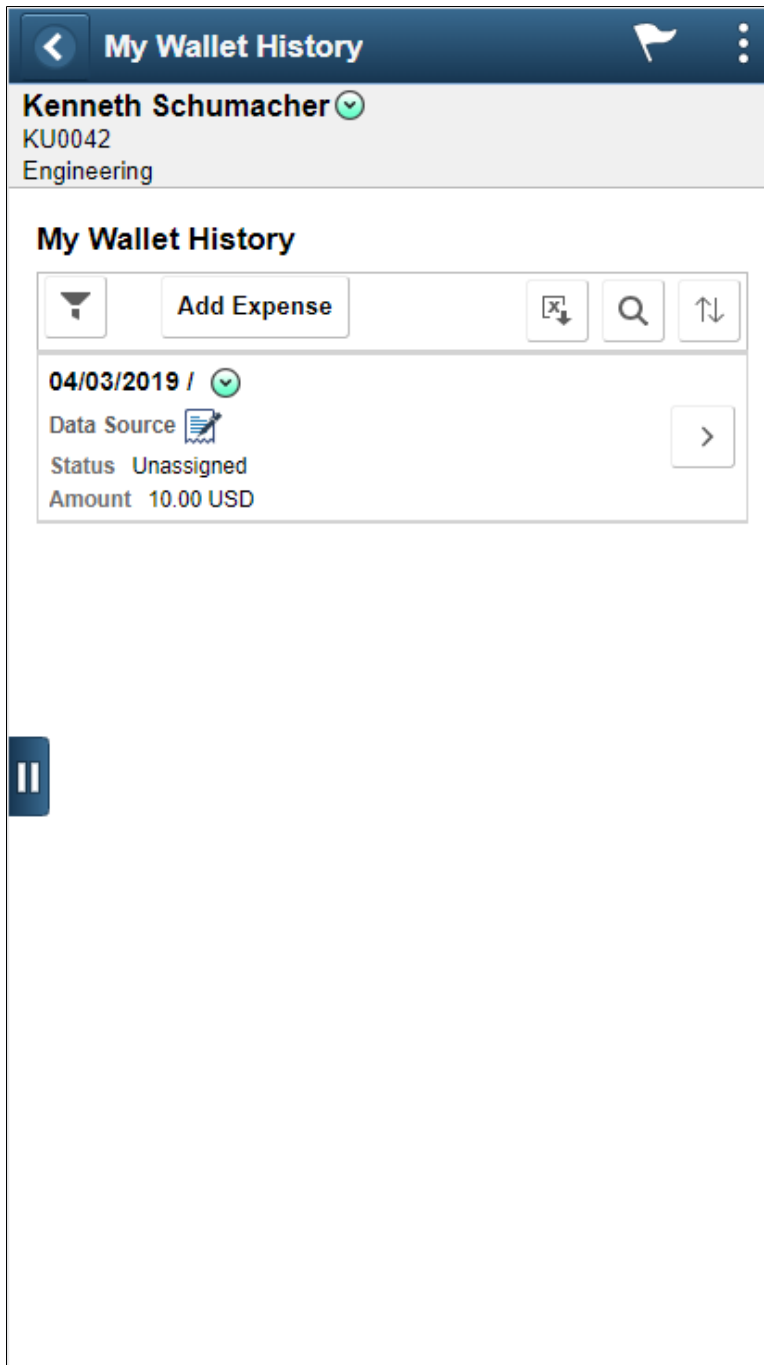 My Wallet History
Kenneth Schumacher
KU0042
Engineering
My Wallet History
Add Expense
04/03/2019 /
Data Source
Status Unassigned
Amount 10.00 USD